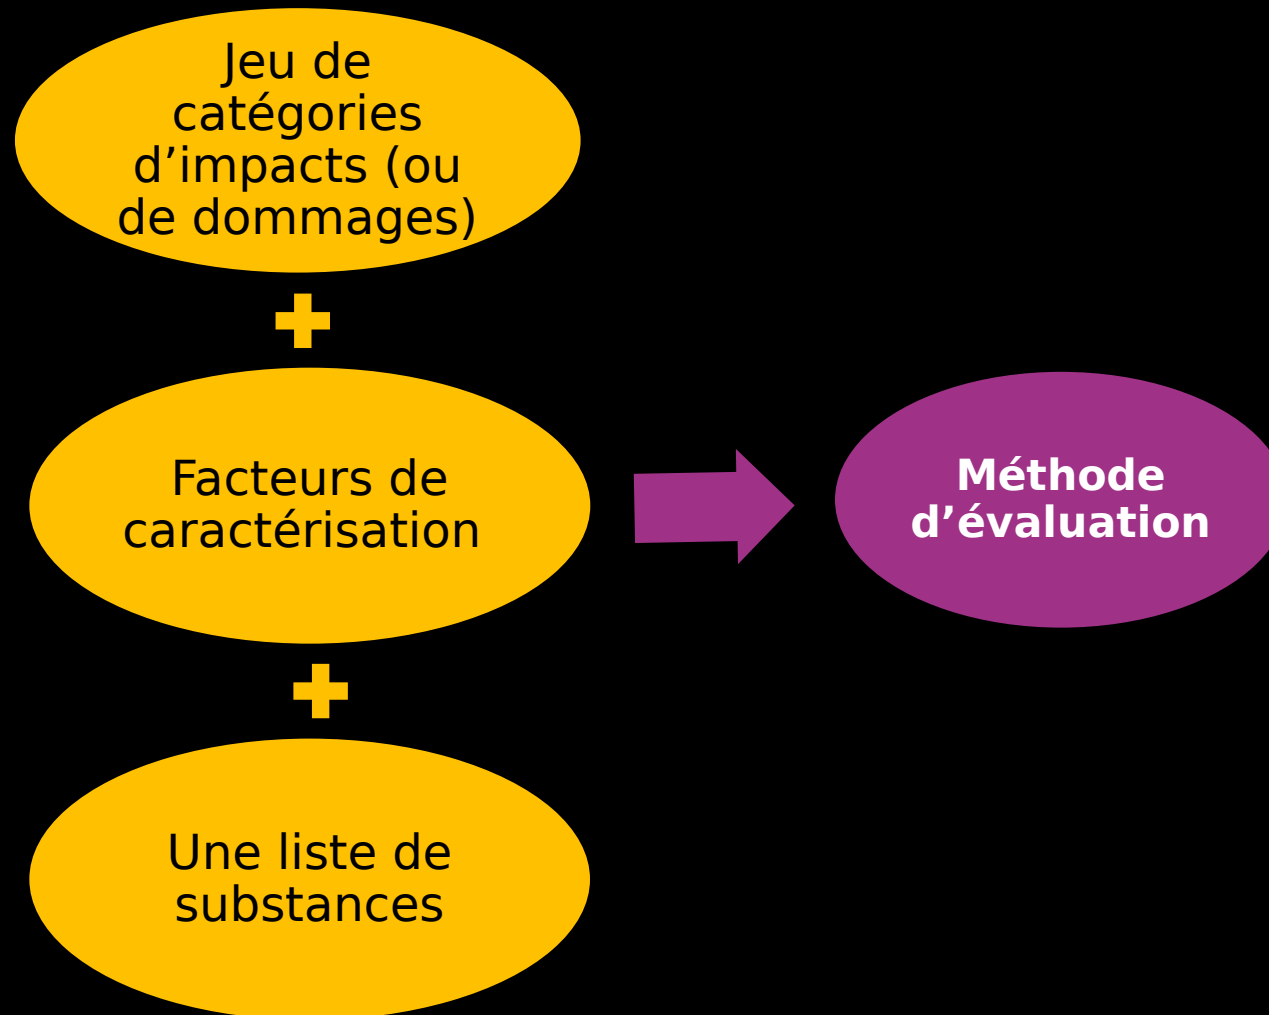 Jeu de
catégories
d’impacts (ou
de dommages)
Facteurs de
caractérisation
Méthode
d’évaluation
Une liste de
substances